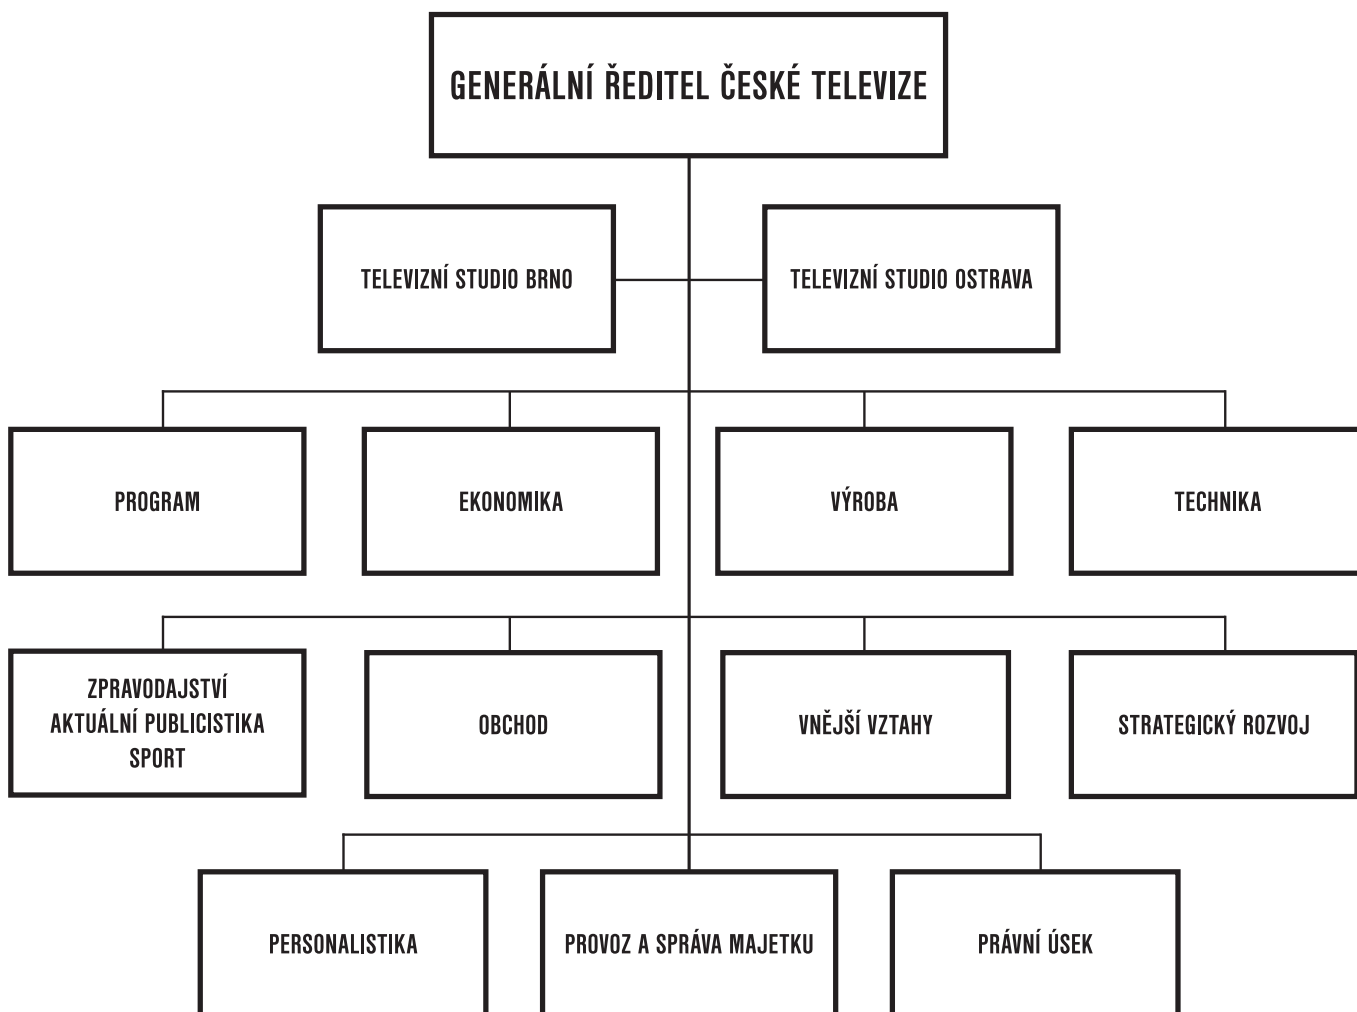 GENERÁLNÍ ŘEDITEL ČESKÉ TELEVIZE
TELEVIZNÍ STUDIO BRNO
TELEVIZNÍ STUDIO OSTRAVA
PROGRAM
EKONOMIKA
VÝROBA
TECHNIKA
ZPRAVODAJSTVÍ
AKTUÁLNÍ PUBLICISTIKA
SPORT
OBCHOD
VNĚJŠÍ VZTAHY
STRATEGICKÝ ROZVOJ
PERSONALISTIKA
PROVOZ A SPRÁVA MAJETKU
PRÁVNÍ ÚSEK